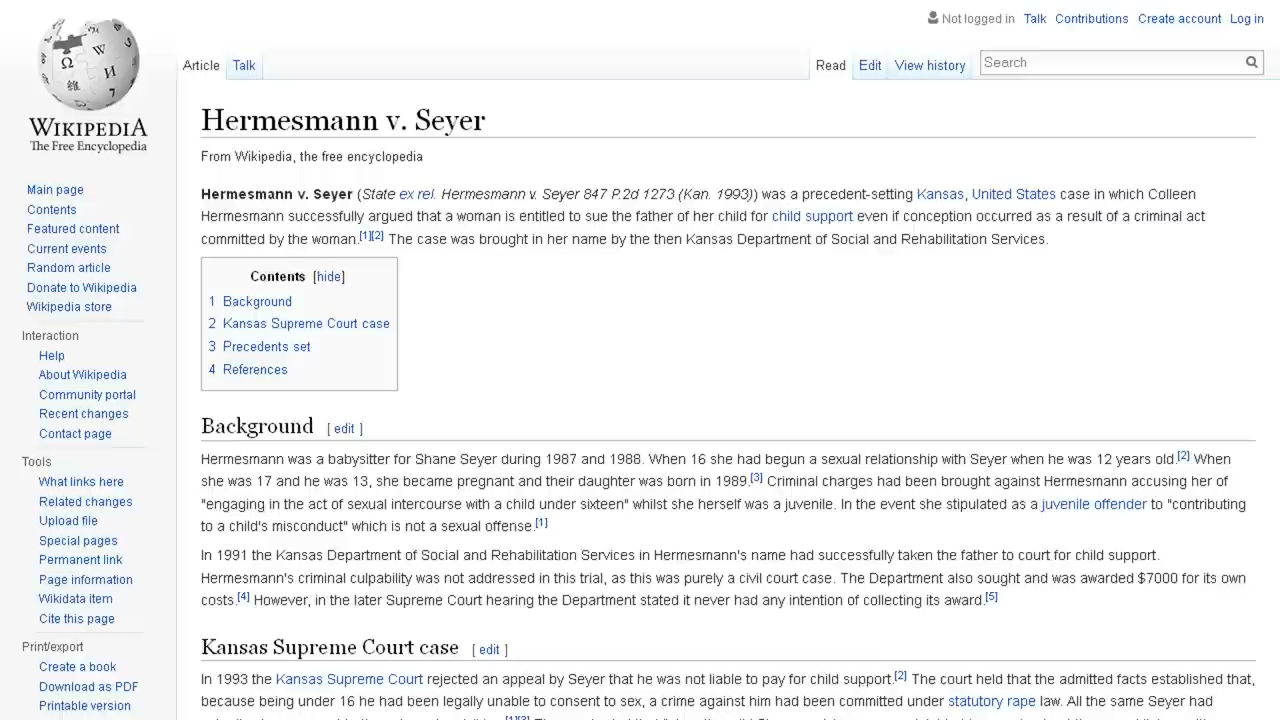 Not logged in Talk Contributions Create account Log in
Article Talk Read Edit View history Search
WIKIPEDIA
The Free Encyclopedia
Main page
Contents
Featured content
Current events
Random article
Donate to Wikipedia
Wikipedia store
Interaction
Help
About Wikipedia
Community portal
Recent changes
Contact page
Tools
What links here
Related changes
Upload file
Special pages
Permanent link
Page information
Wikidata item
Cite this page
Print/export
Create a book
Download as PDF
Printable version
Hermesmann v. Seyer
From Wikipedia, the free encyclopedia
Hermesmann v. Seyer (State ex rel. Hermesmann v. Seyer 847 P.2d 1273 (Kan. 1993)) was a precedent-setting Kansas, United States case in which Colleen
Hermesmann successfully argued that a woman is entitled to sue the father of her child for child support even if conception occurred as a result of a criminal act
committed by the woman.[1][2] The case was brought in her name by the then Kansas Department of Social and Rehabilitation Services.
Contents [hide]
1 Background
2 Kansas Supreme Court case
3 Precedents set
4 References
Background [ edit ]
Hermesmann was a babysitter for Shane Seyer during 1987 and 1988. When 16 she had begun a sexual relationship with Seyer when he was 12 years old.[2] When
she was 17 and he was 13, she became pregnant and their daughter was born in 1989.[3] Criminal charges had been brought against Hermesmann accusing her of
"engaging in the act of sexual intercourse with a child under sixteen" whilst she herself was a juvenile. In the event she stipulated as a juvenile offender to "contributing
to a child's misconduct" which is not a sexual offense.[1]
In 1991 the Kansas Department of Social and Rehabilitation Services in Hermesmann's name had successfully taken the father to court for child support.
Hermesmann's criminal culpability was not addressed in this trial, as this was purely a civil court case. The Department also sought and was awarded $7000 for its own
costs.[4] However, in the later Supreme Court hearing the Department stated it never had any intention of collecting its award.[5]
Kansas Supreme Court case [ edit ]
In 1993 the Kansas Supreme Court rejected an appeal by Seyer that he was not liable to pay for child support.[2] The court held that the admitted facts established that,
because being under 16 he had been legally unable to consent to sex, a crime against him had been committed under statutory rape law. All the same Seyer had